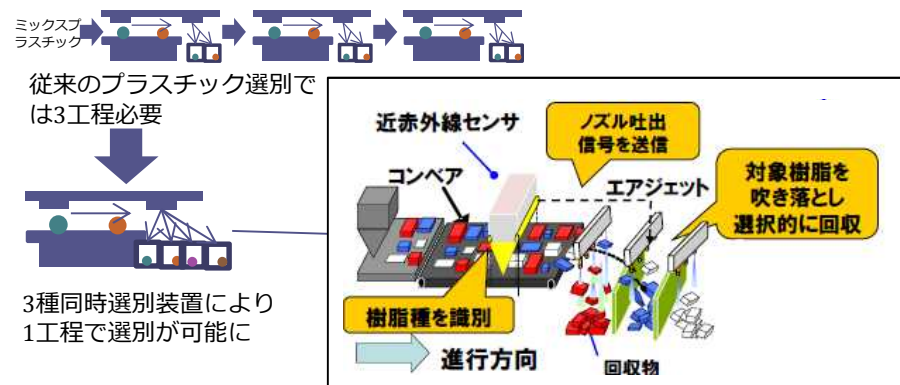 ミックスプ
ラスチック
従来のプラスチック選別で
は3工程必要
3種同時選別装置により
1工程で選別が可能に
近赤外線センサ
ノズル吐出
信号を送信
コンベア
エアジェット
対象樹脂を
吹き落とし
選択的に回収
樹脂種を識別
進行方向
回収物